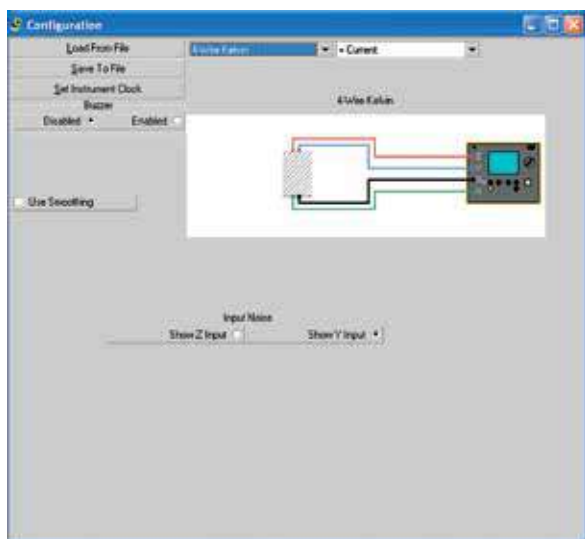 Configuration
Load From File
4-Wire Kelvin
+ Current
Save To File
Set Instrument Clock
Buzzer
4-Wire Kelvin
Disabled
Enabled
Use Smoothing
Input Noise
Show Z Input
Show Y Input